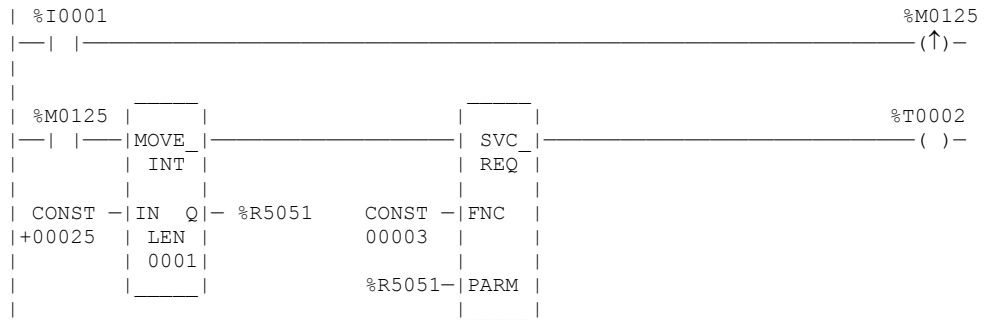 %I0001 %M0125
(↑)
%M0125 %T0002
MOVE_ SVC_ ( )
INT REQ
CONST IN Q %R5051 CONST FNC
+00025 LEN 00003
0001
%R5051 PARM